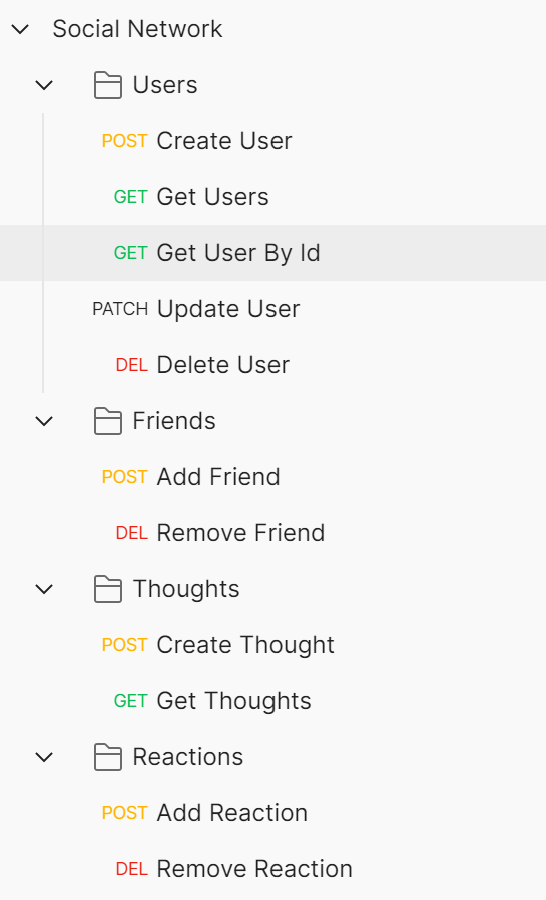 Social Network
Users
POST Create User
GET Get Users
GET Get User By Id
PATCH Update User
DEL Delete User
Friends
POST Add Friend
DEL Remove Friend
Thoughts
POST Create Thought
GET Get Thoughts
Reactions
POST Add Reaction
DEL Remove Reaction